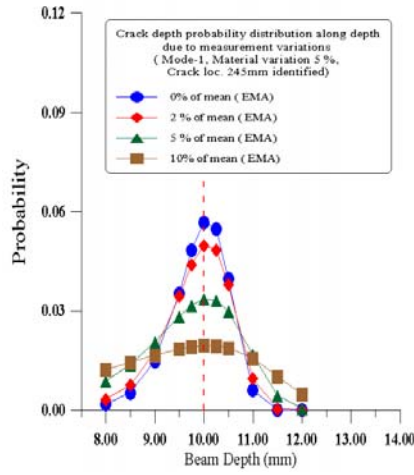 0.12
Crack depth probability distribution along depth
due to measurement variations
( Mode-1, Material variation 5 %,
Crack loc. 245mm identified)
0% of mean ( EMA)
2 % of mean ( EMA)
5 % of mean ( EMA)
10% of mean ( EMA)
0.09
0.06
0.03
0.00
Probability
8.00 9.00 10.00 11.00 12.00 13.00 14.00
Beam Depth (mm)